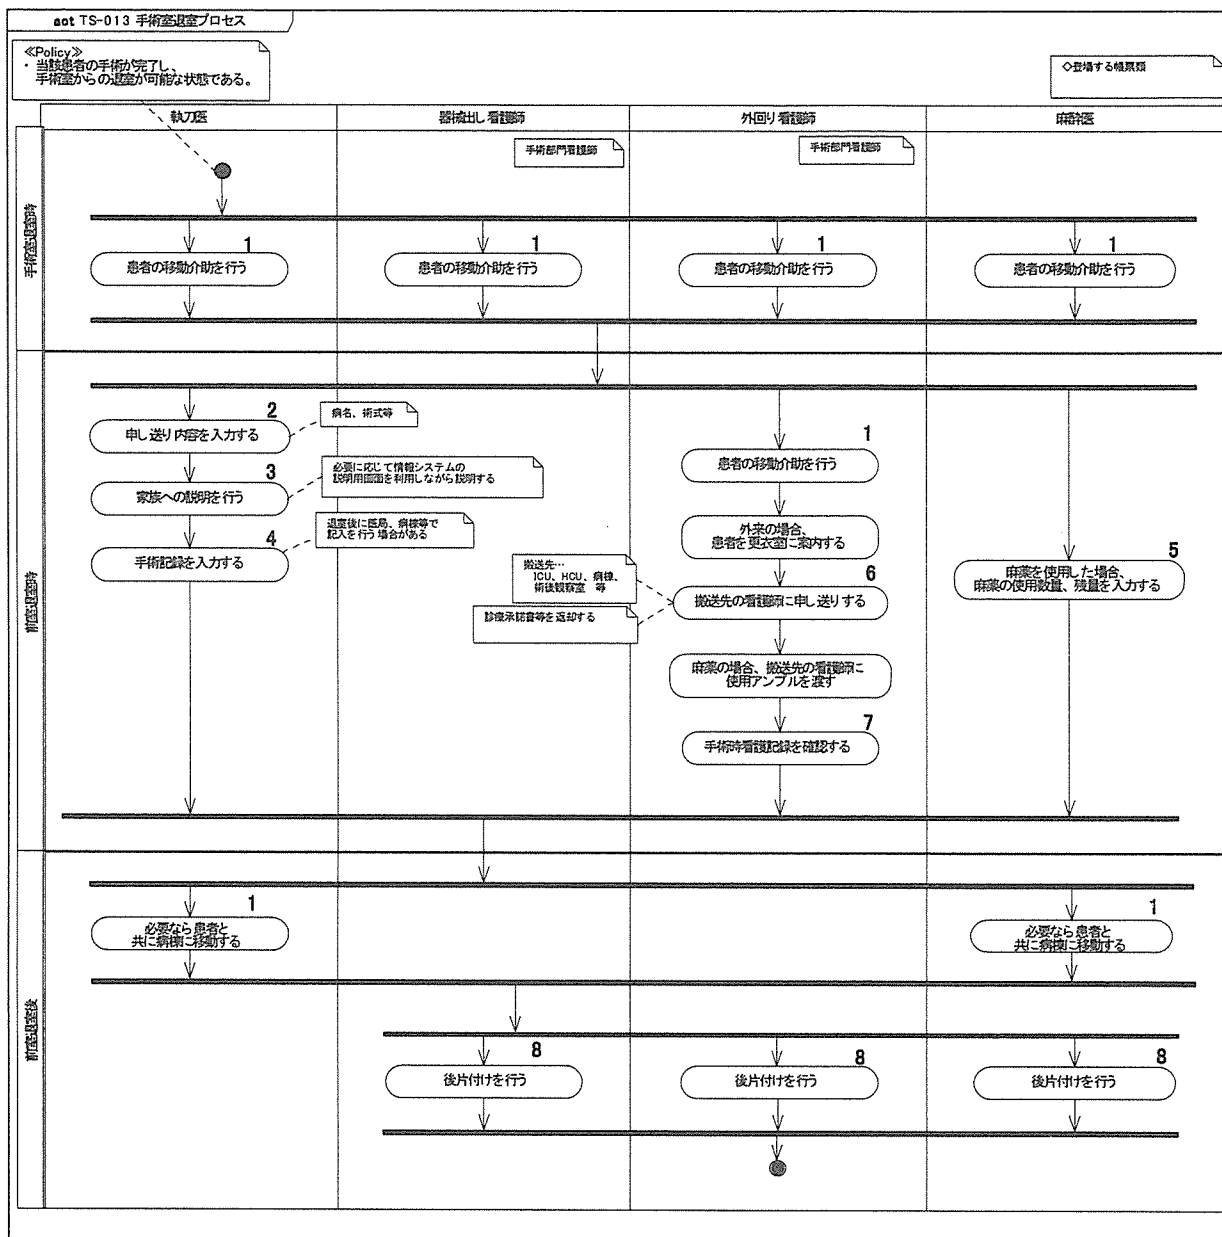 act TS-013 手術室退室プロセス
≪Policy≫
・ 当該患者の手術が完了し、
手術室からの退室が可能な状態である。
◇登場する帳票類
執刀医
器械出し看護師
外回り看護師
麻酔医
手術部門看護師
手術部門看護師
手術室退室時
1
1
1
1
患者の移動介助を行う
患者の移動介助を行う
患者の移動介助を行う
患者の移動介助を行う
前室退室時
2
申し送り内容を入力する
病名、術式等
3
家族への説明を行う
必要に応じて情報システムの
説明用画面を利用しながら説明する
4
手術記録を入力する
退室後に医局、病棟等で
記入を行う場合がある
1
患者の移動介助を行う
外来の場合、
患者を更衣室に案内する
搬送先…
ICU、HCU、病棟、
術後観察室 等
6
搬送先の看護師に申し送りする
診療承諾書等を返却する
麻薬の場合、搬送先の看護師に
使用アンプルを渡す
7
手術時看護記録を確認する
5
麻薬を使用した場合、
麻薬の使用数量、残量を入力する
前室退室後
1
必要なら患者と
共に病棟に移動する
1
必要なら患者と
共に病棟に移動する
8
8
8
後片付けを行う
後片付けを行う
後片付けを行う